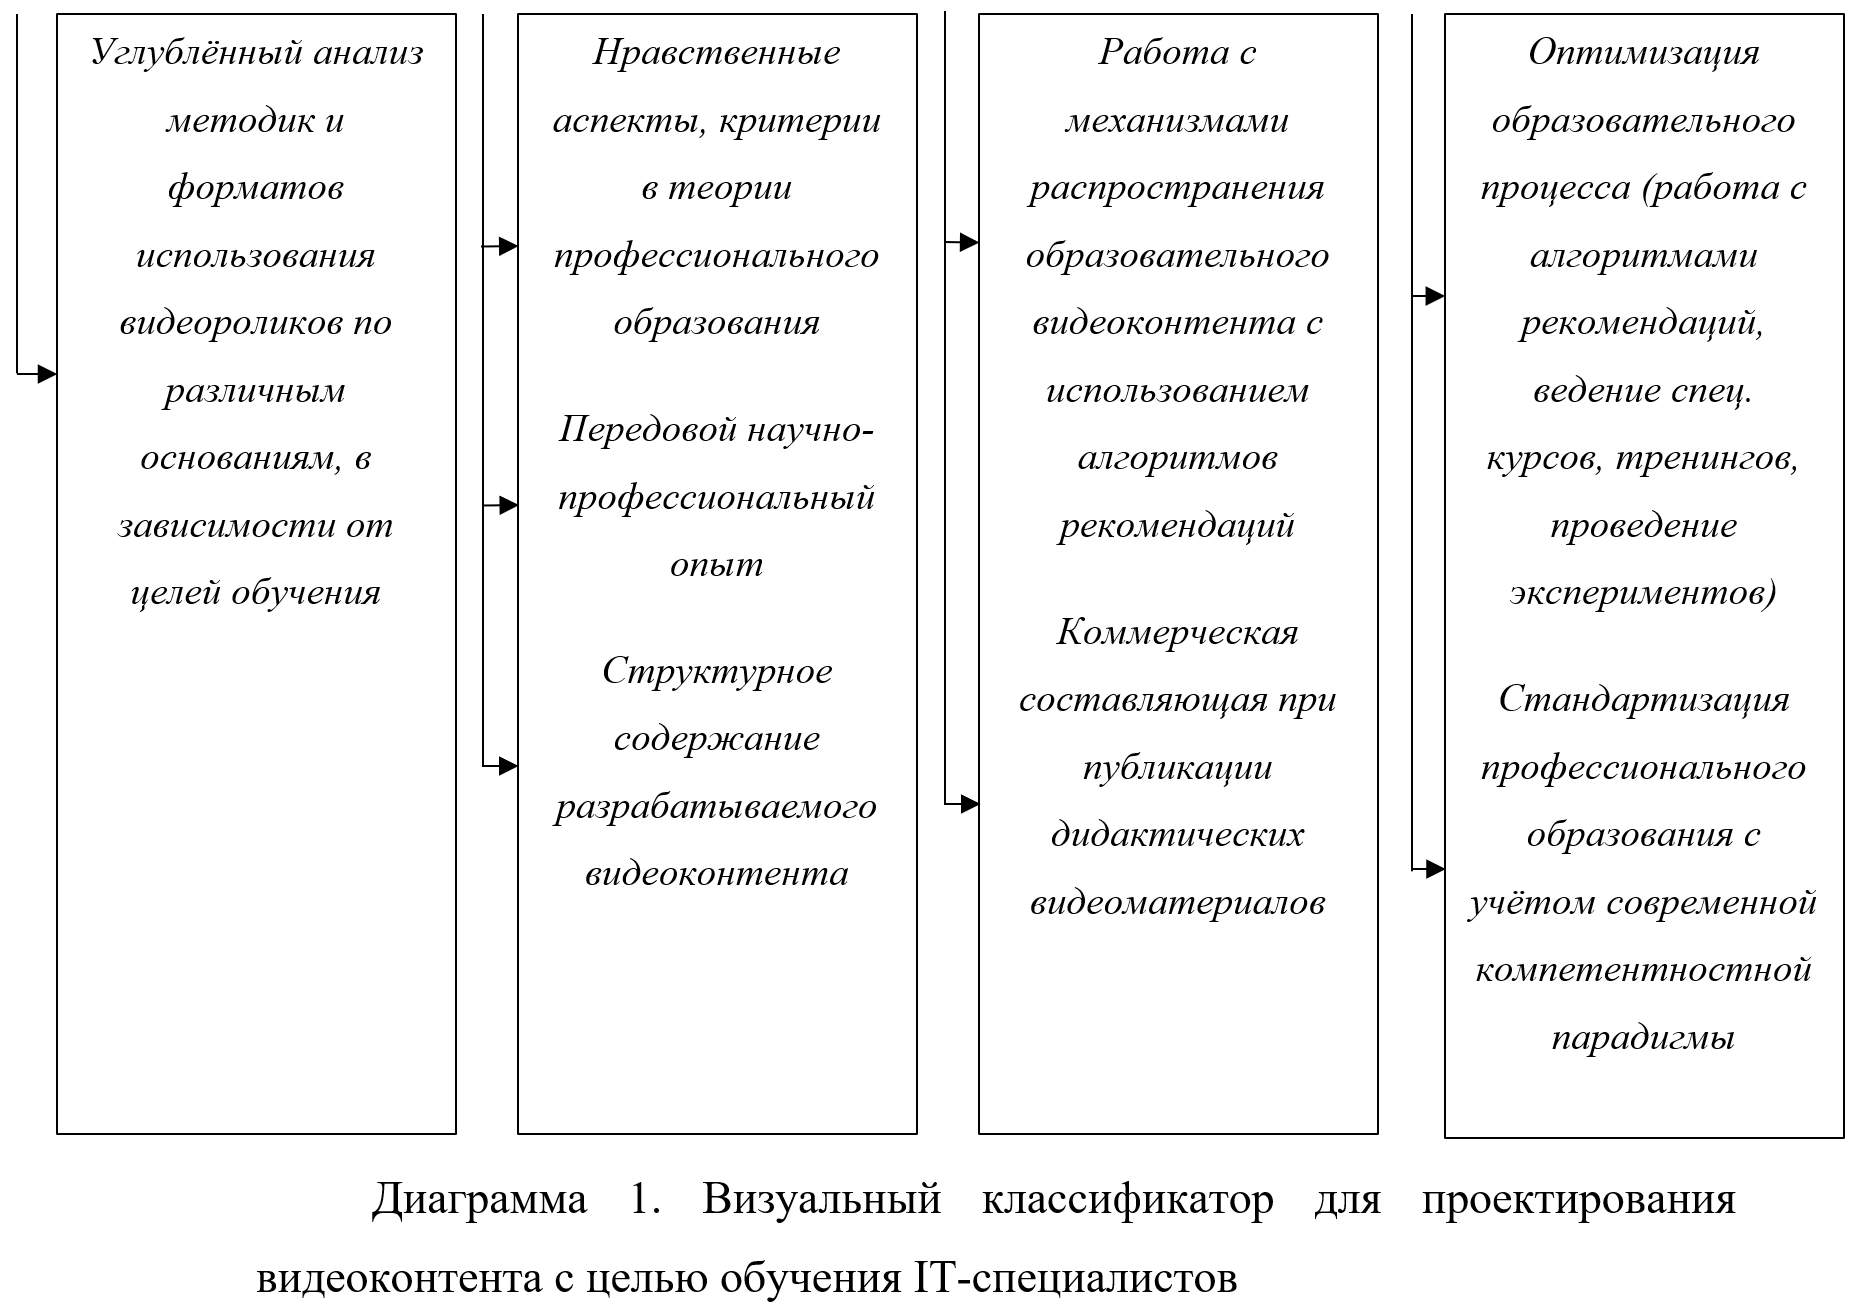 Углублённый анализ
методик и
форматов
использования
видеороликов по
различным
основаниям, в
зависимости от
целей обучения
Нравственные
аспекты, критерии
в теории
профессионального
образования
Передовой научно-
профессиональный
опыт
Структурное
содержание
разрабатываемого
видеоконтента
Работа с
механизмами
распространения
образовательного
видеоконтента с
использованием
алгоритмов
рекомендаций
Коммерческая
составляющая при
публикации
дидактических
видеоматериалов
Оптимизация
образовательного
процесса (работа с
алгоритмами
рекомендаций,
ведение спец.
курсов, тренингов,
проведение
экспериментов)
Стандартизация
профессионального
образования с
учётом современной
компетентностной
парадигмы
Диаграмма 1. Визуальный классификатор для проектирования
видеоконтента с целью обучения IT-специалистов